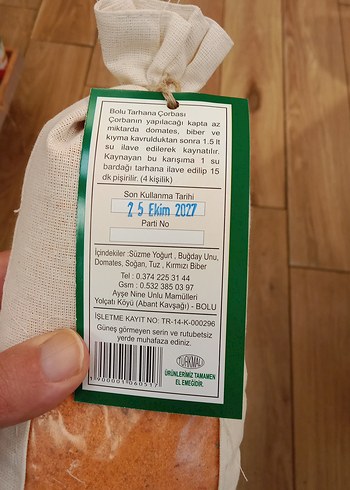 Bolu Tarhana Çorbası
Çorbanın yapılacağı kapta az
miktarda domates, biber ve
kıyma kavrulduktan sonra 1.5 lt
su ilave edilerek kaynatılır.
Kaynayan bu karışıma 1 su
bardağı tarhana ilave edilip 15
dk pişirilir. (4 kişilik)
Son Kullanma Tarihi
25 Ekim 2027
Parti No
İçindekiler :Süzme Yoğurt , Buğday Unu,
Domates, Soğan, Tuz , Kırmızı Biber
Tel : 0.374 225 31 44
Gsm : 0.532 385 03 97
Ayşe Nine Unlu Mamülleri
Yolçatı Köyü (Abant Kavşağı) - BOLU
İŞLETME KAYIT NO: TR-14-K-000296
Güneş görmeyen serin ve rutubetsiz
yerde muhafaza ediniz.
1 900001 060517
TÜRKMALI
ÜRÜNLERİMİZ TAMAMEN
EL EMEĞİDİR